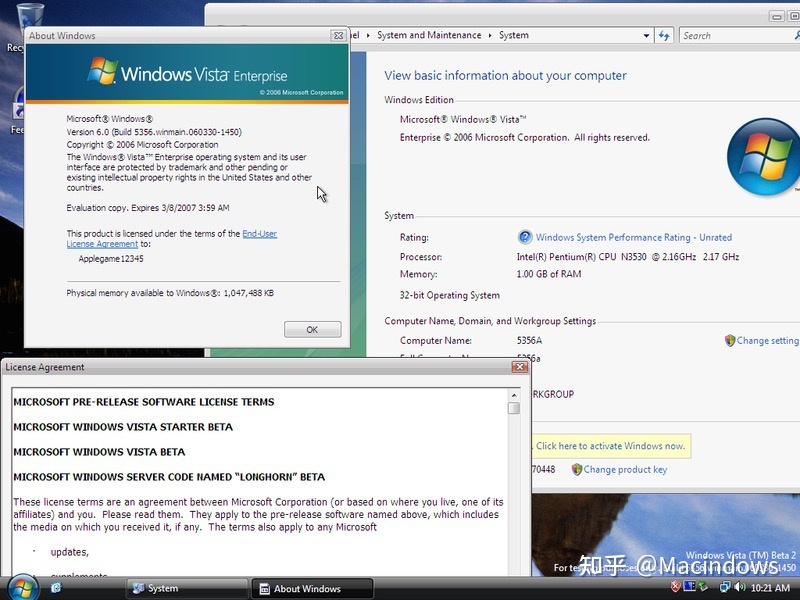 Recy
Fee
About Windows
Windows Vista™ Enterprise
© 2006 Microsoft Corporation
Microsoft® Windows®
Version 6.0 (Build 5356.winmain.060330-1450)
Copyright © 2006 Microsoft Corporation
The Windows® Vista™ Enterprise operating system and its user
interface are protected by trademark and other pending or
existing intellectual property rights in the United States and other
countries.
Evaluation copy. Expires 3/8/2007 3:59 AM
This product is licensed under the terms of the End-User
License Agreement to:
Applegame12345
Physical memory available to Windows®: 1,047,488 KB
OK
System and Maintenance
System
Search
View basic information about your computer
Windows Edition
Microsoft® Windows® Vista™
Enterprise © 2006 Microsoft Corporation. All rights reserved.
System
Rating: Windows System Performance Rating - Unrated
Processor: Intel(R) Pentium(R) CPU N3530 @ 2.16GHz 2.17 GHz
Memory: 1.00 GB of RAM
32-bit Operating System
Computer Name, Domain, and Workgroup Settings
Computer Name: 5356A
Change setting
RKGROUP
Click here to activate Windows now.
70448
Change product key
License Agreement
MICROSOFT PRE-RELEASE SOFTWARE LICENSE TERMS
MICROSOFT WINDOWS VISTA STARTER BETA
MICROSOFT WINDOWS VISTA BETA
MICROSOFT WINDOWS SERVER CODE NAMED “LONGHORN” BETA
These license terms are an agreement between Microsoft Corporation (or based on where you live, one of its
affiliates) and you. Please read them. They apply to the pre-release software named above, which includes
the media on which you received it, if any. The terms also apply to any Microsoft
· updates,
Windows Vista (TM) Beta 2
知乎 @Macindows
System
About Windows
10:21 AM